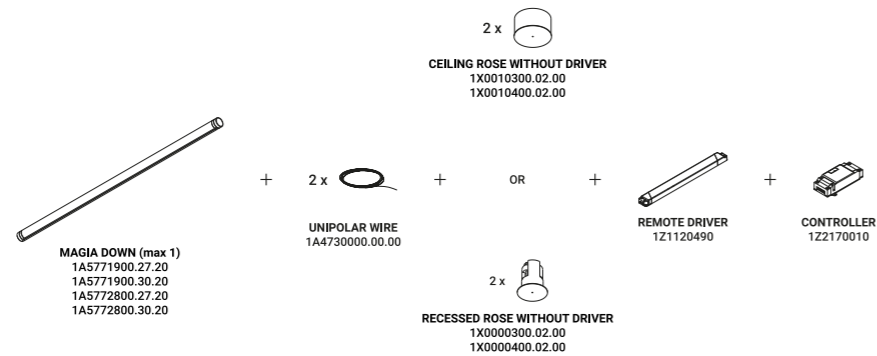 2 x
CEILING ROSE WITHOUT DRIVER
1X0010300.02.00
1X0010400.02.00
+
2 x
+
OR
+
+
MAGIA DOWN (max 1)
1A5771900.27.20
1A5771900.30.20
1A5772800.27.20
1A5772800.30.20
UNIPOLAR WIRE
1A4730000.00.00
REMOTE DRIVER
1Z1120490
CONTROLLER
1Z2170010
2 x
RECESSED ROSE WITHOUT DRIVER
1X0000300.02.00
1X0000400.02.00